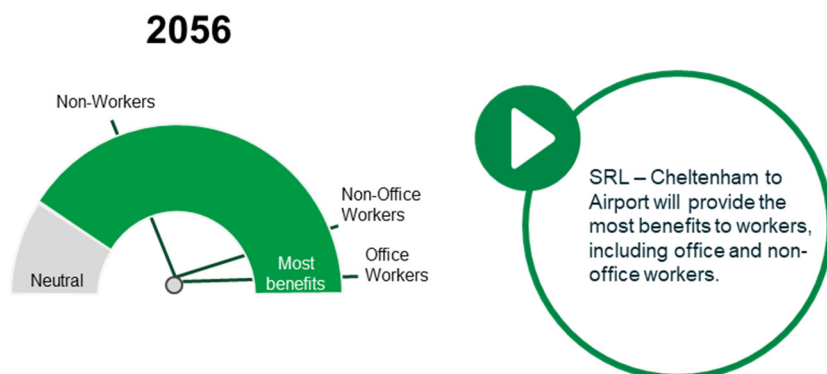 2056
Non-Workers
Non-Office
Workers
Office
Workers
Most
benefits
Neutral
SRL – Cheltenham to
Airport will provide the
most benefits to workers,
including office and non-
office workers.